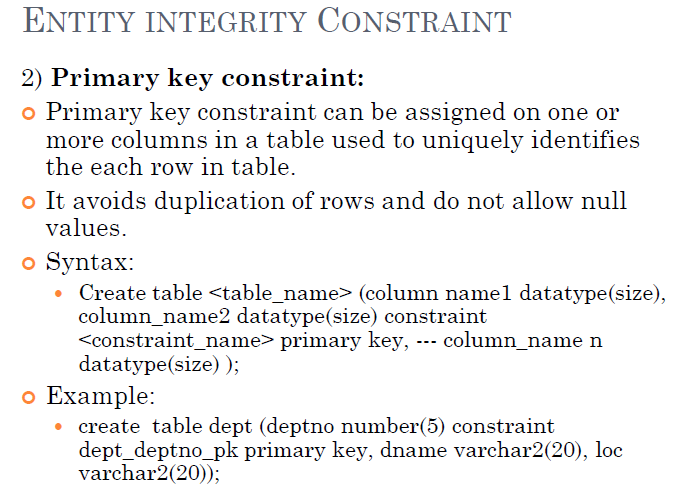 ENTITY INTEGRITY CONSTRAINT
2) Primary key constraint:
Primary key constraint can be assigned on one or
more columns in a table used to uniquely identifies
the each row in table.
It avoids duplication of rows and do not allow null
values.
Syntax:
Create table <table_name> (column name1 datatype(size),
column_name2 datatype(size) constraint
<constraint_name> primary key, --- column_name n
datatype(size) );
Example:
create table dept (deptno number(5) constraint
dept_deptno_pk primary key, dname varchar2(20), loc
varchar2(20));